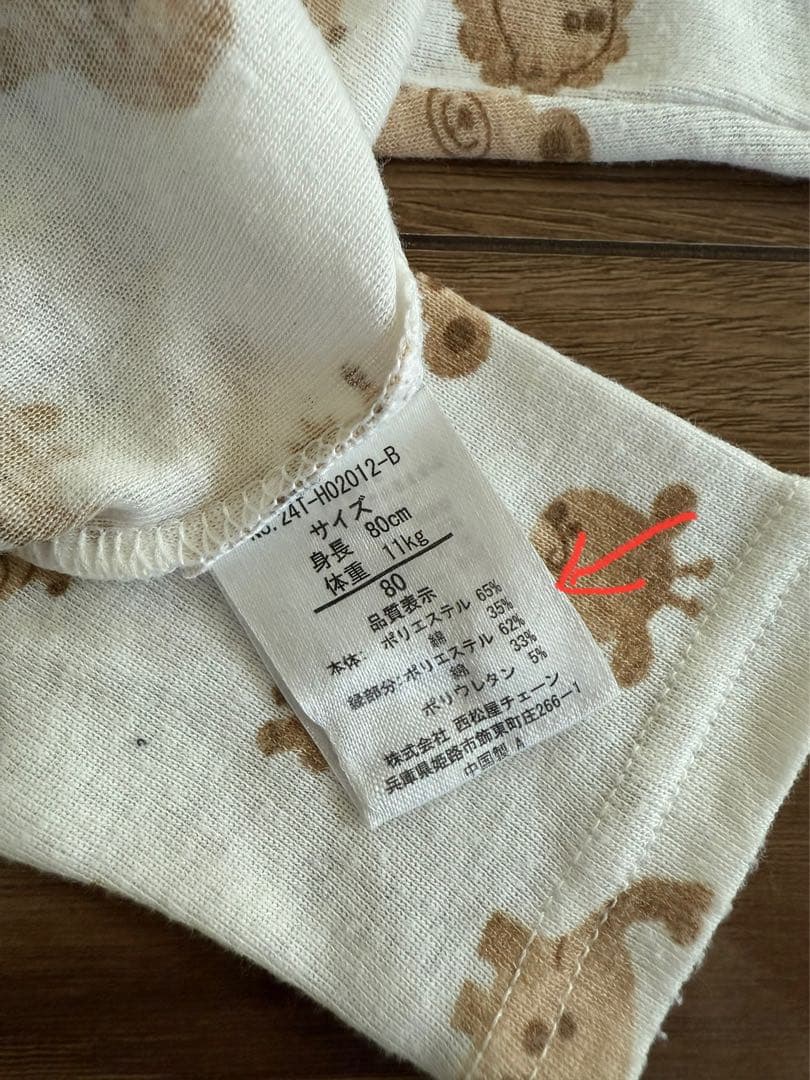 No. 24T-H02012-B
サイズ
身長 80cm
体重 11kg
80
品質表示
本体: ポリエステル 65%
綿 35%
縁部分:ポリエステル 62%
綿 33%
ポリウレタン 5%
株式会社 西松屋チェーン
兵庫県姫路市飾東町庄266-1
中国製 A